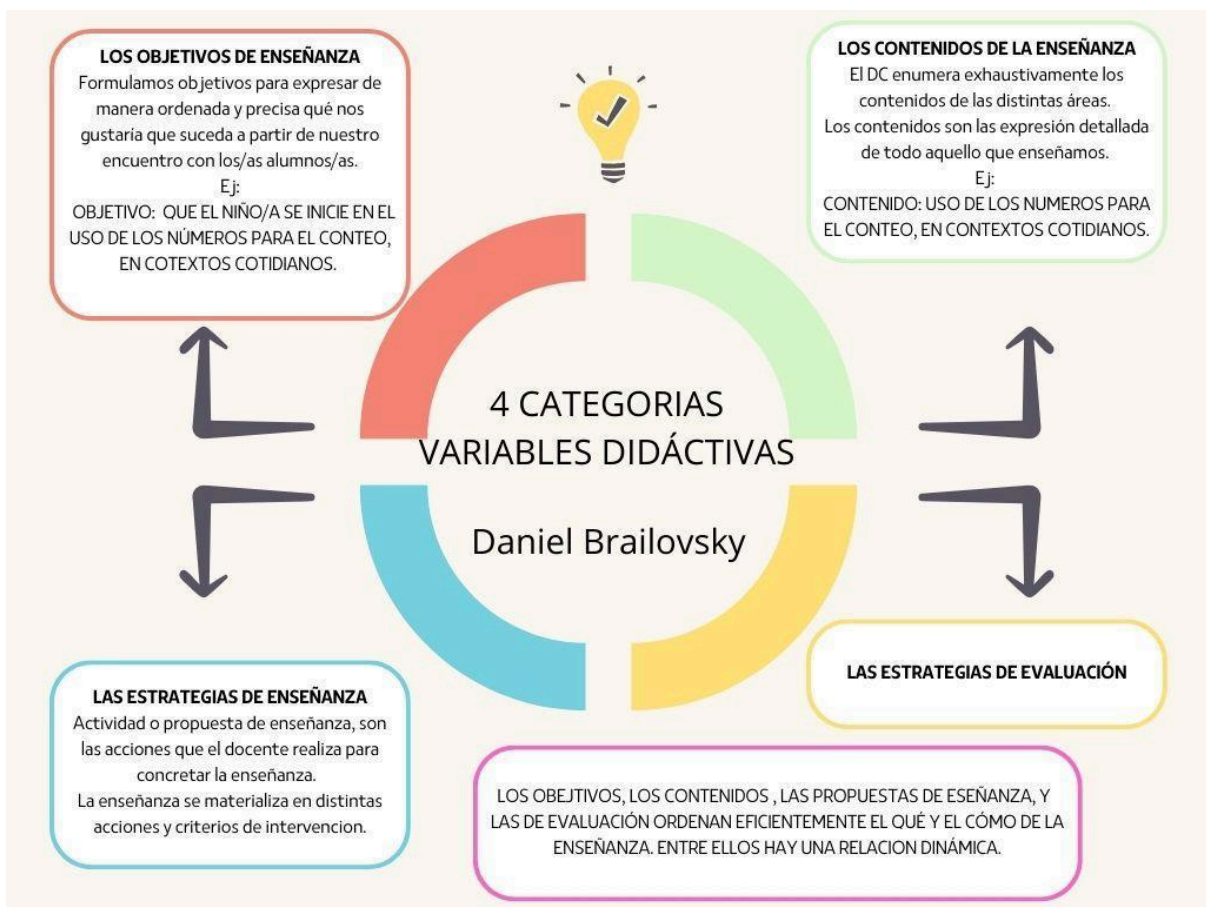 LOS OBJETIVOS DE ENSEÑANZA
Formulamos objetivos para expresar de
manera ordenada y precisa qué nos
gustaría que suceda a partir de nuestro
encuentro con los/as alumnos/as.
Ej:
OBJETIVO: QUE EL NIÑO/A SE INICIE EN EL
USO DE LOS NÚMEROS PARA EL CONTEO,
EN COTEXTOS COTIDIANOS.
LOS CONTENIDOS DE LA ENSEÑANZA
El DC enumera exhaustivamente los
contenidos de las distintas áreas.
Los contenidos son las expresión detallada
de todo aquello que enseñamos.
Ej:
CONTENIDO: USO DE LOS NUMEROS PARA
EL CONTEO, EN CONTEXTOS COTIDIANOS.
4 CATEGORIAS
VARIABLES DIDÁCTIVAS
Daniel Brailovsky
LAS ESTRATEGIAS DE ENSEÑANZA
Actividad o propuesta de enseñanza, son
las acciones que el docente realiza para
concretar la enseñanza.
La enseñanza se materializa en distintas
acciones y criterios de intervencion.
LAS ESTRATEGIAS DE EVALUACIÓN
LOS OBEJTIVOS, LOS CONTENIDOS , LAS PROPUESTAS DE ESEÑANZA, Y
LAS DE EVALUACIÓN ORDENAN EFICIENTEMENTE EL QUÉ Y EL CÓMO DE LA
ENSEÑANZA. ENTRE ELLOS HAY UNA RELACION DINÁMICA.